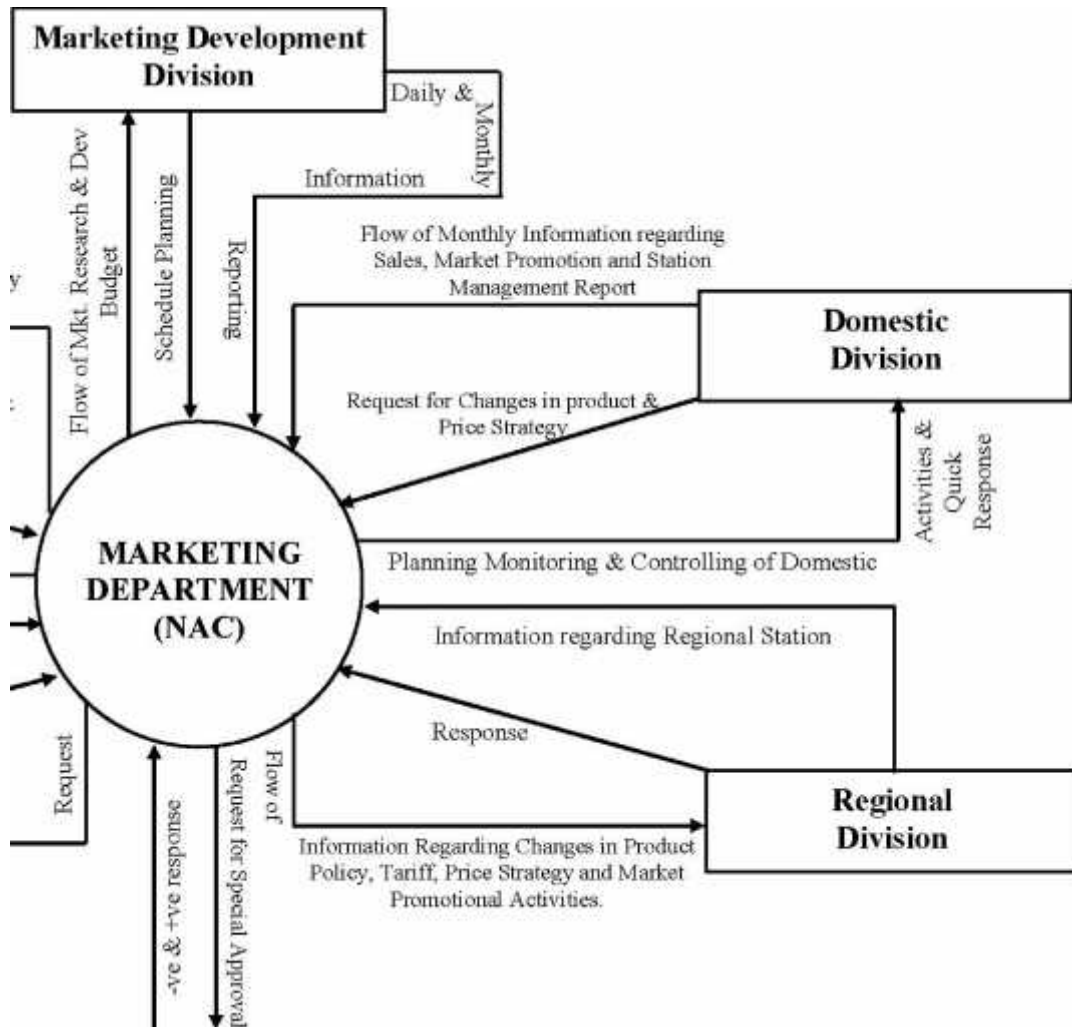 Marketing Development
Division
Daily &
Monthly
Information
Reporting
Flow of Mkt. Research & Dev
Budget
Schedule Planning
Flow of Monthly Information regarding
Sales, Market Promotion and Station
Management Report
Domestic
Division
Request for Changes in product &
Price Strategy
Activities &
Quick
Response
Planning Monitoring & Controlling of Domestic
MARKETING
DEPARTMENT
(NAC)
Information regarding Regional Station
Response
Regional
Division
Flow of
Information Regarding Changes in Product
Policy, Tariff, Price Strategy and Market
Promotional Activities.
Request
-ve & +ve response
Request for Special Approval
y